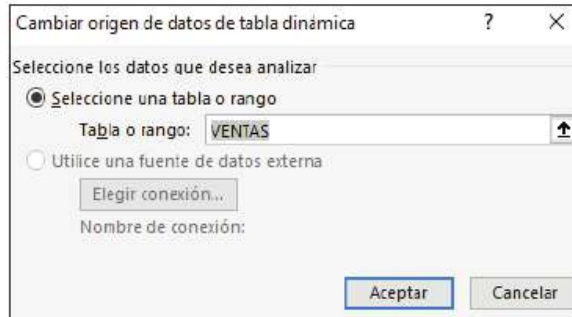 Cambiar origen de datos de tabla dinámica ? ×
Seleccione los datos que desea analizar
Seleccione una tabla o rango
Tabla o rango: VENTAS
Utilice una fuente de datos externa
Elegir conexión...
Nombre de conexión:
Aceptar Cancelar